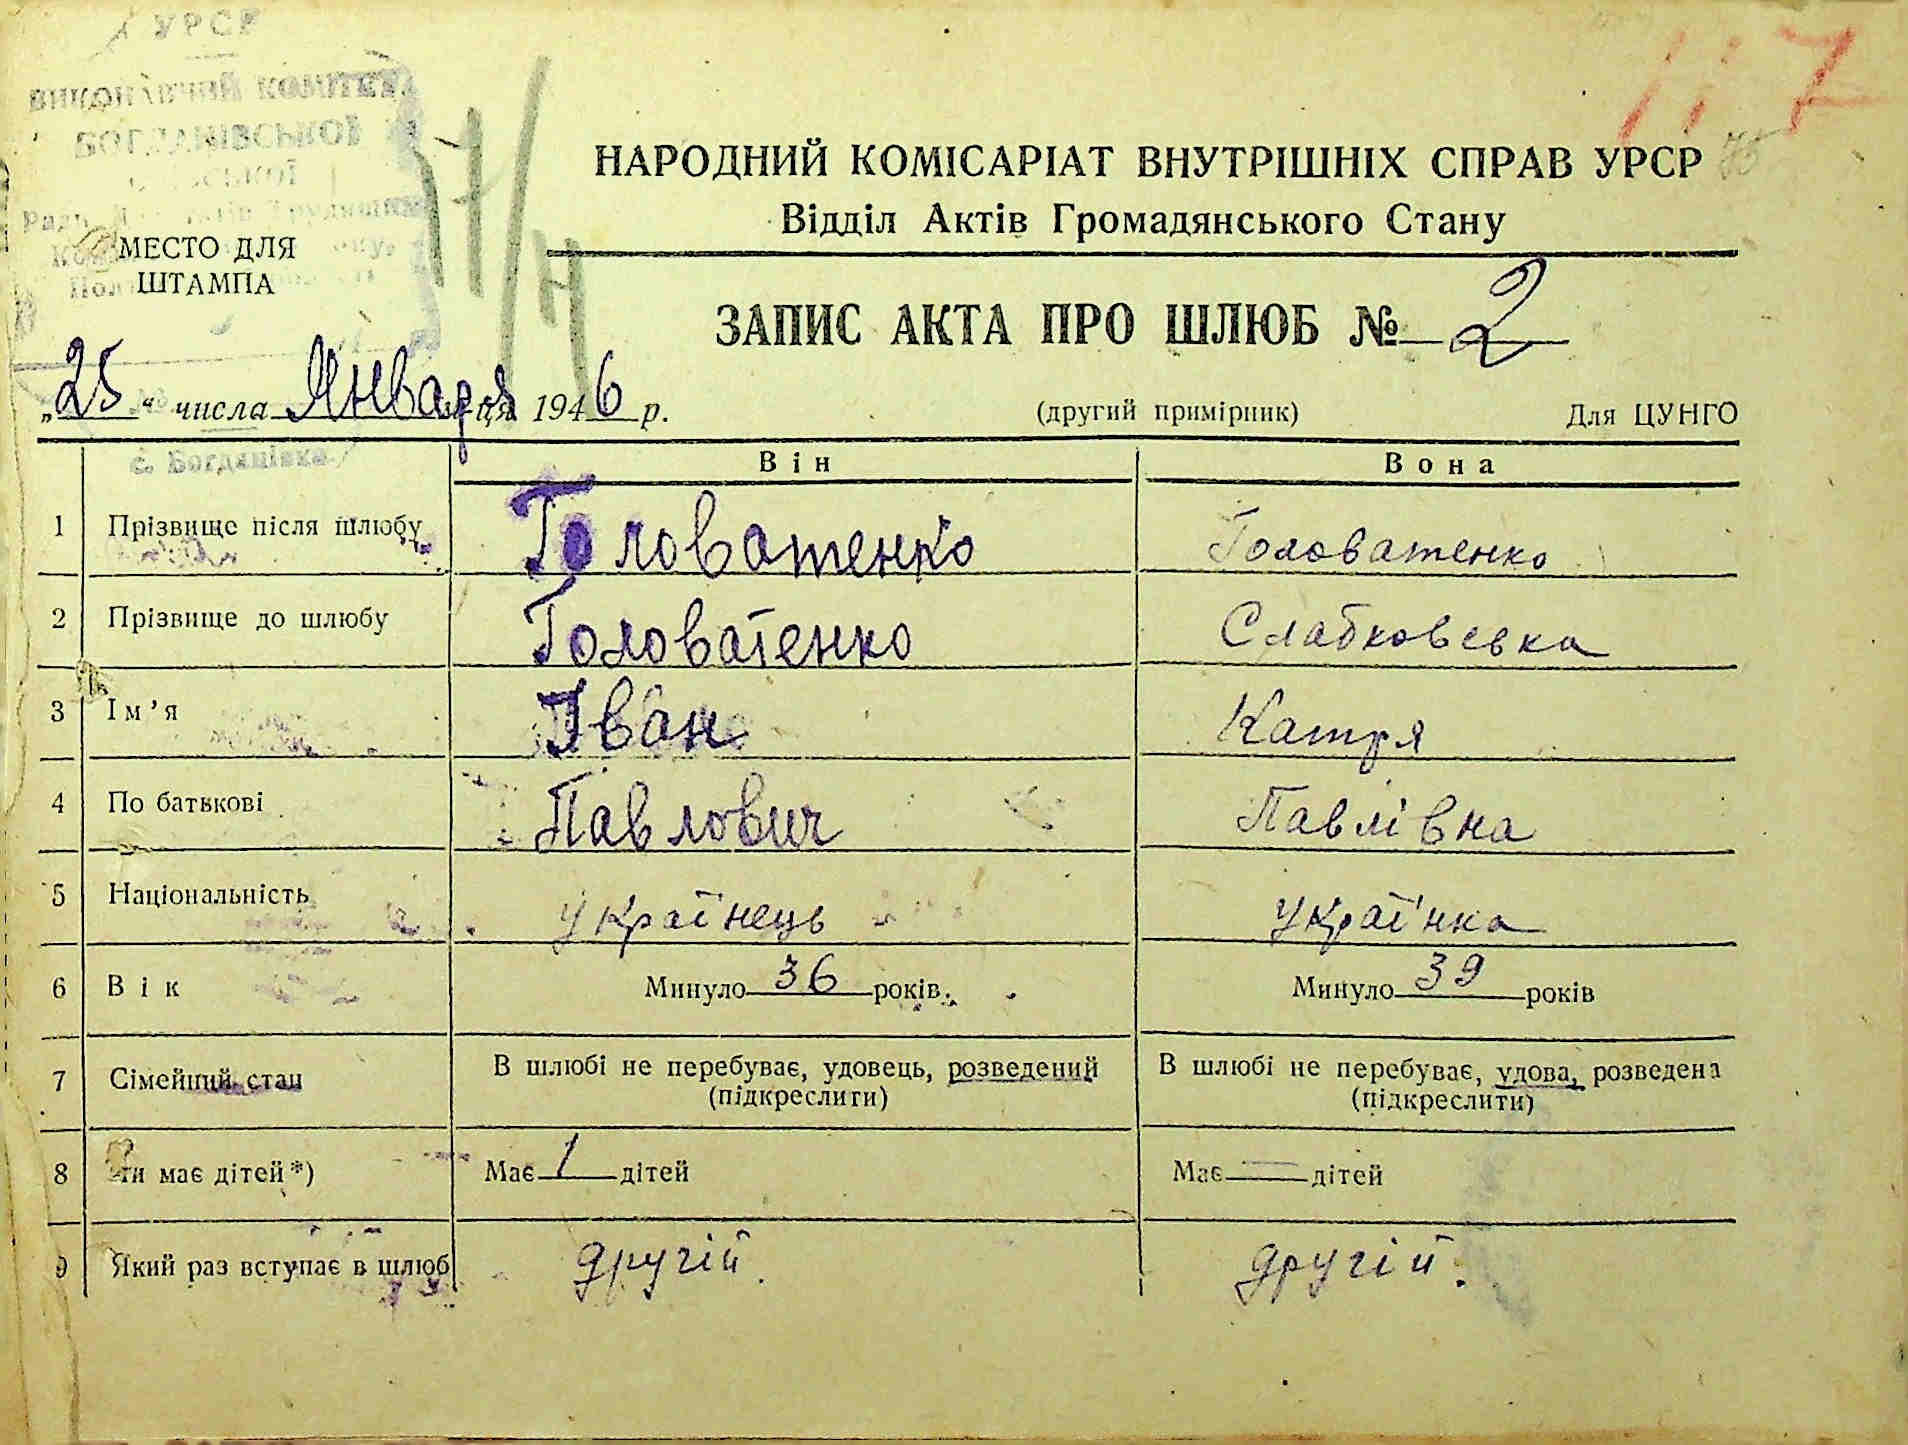 УРСР
ВИКОНАВЧИЙ КОМІТЕТ
БОГДАНІВСЬКОЇ
117
НАРОДНИЙ КОМІСАРІАТ ВНУТРІШНІХ СПРАВ УРСР
Відділ Актів Громадянського Стану
МЕСТО ДЛЯ
ШТАМПА
ЗАПИС АКТА ПРО ШЛЮБ № 2
„25“ числа Января ця 1946 р.
(другий примірник)
Для ЦУНГО
с. Богданівка
Він Вона
1 Прізвище після шлюбу Головатенко Головатенко
2 Прізвище до шлюбу Головатенко Слабковська
3 Ім’я Іван Катря
4 По батькові Павлович Павлівна
5 Національність українець українка
6 Вік Минуло 36 років Минуло 39 років
7 Сімейний стан В шлюбі не перебуває, удовець, розведений В шлюбі не перебуває, удова, розведена
(підкреслити) (підкреслити)
8 Чи має дітей*) Має 1 дітей Має — дітей
9 Який раз вступає в шлюб другій другій.